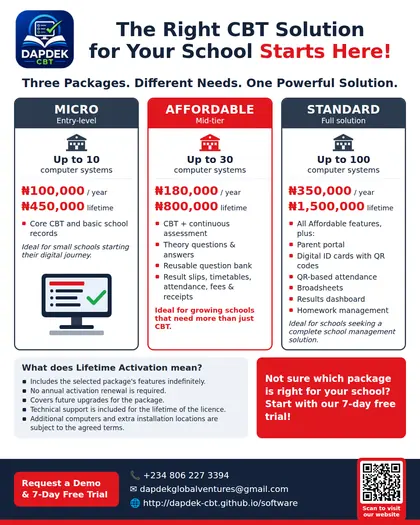 DAPDEK
CBT
The Right CBT Solution
for Your School Starts Here!
Three Packages. Different Needs. One Powerful Solution.
MICRO
Entry-level
Up to 10
computer systems
₦100,000 / year
₦450,000 lifetime
Core CBT and basic school
records
Ideal for small schools starting
their digital journey.
AFFORDABLE
Mid-tier
Up to 30
computer systems
₦180,000 / year
₦800,000 lifetime
CBT + continuous
assessment
Theory questions &
answers
Reusable question bank
Result slips, timetables,
attendance, fees &
receipts
Ideal for growing schools
that need more than just
CBT.
STANDARD
Full solution
Up to 100
computer systems
₦350,000 / year
₦1,500,000 lifetime
All Affordable features,
plus:
Parent portal
Digital ID cards with QR
codes
QR-based attendance
Broadsheets
Results dashboard
Homework management
Ideal for schools seeking a
complete school management
solution.
What does Lifetime Activation mean?
Includes the selected package's features indefinitely.
No annual activation renewal is required.
Covers future upgrades for the package.
Technical support is included for the lifetime of the licence.
Additional computers and extra installation locations are
subject to the agreed terms.
Not sure which package
is right for your school?
Start with our 7-day free
trial!
Request a Demo
& 7-Day Free Trial
+234 806 227 3394
dapdekglobalventures@gmail.com
http://dapdek-cbt.github.io/software
Scan to visit
our website